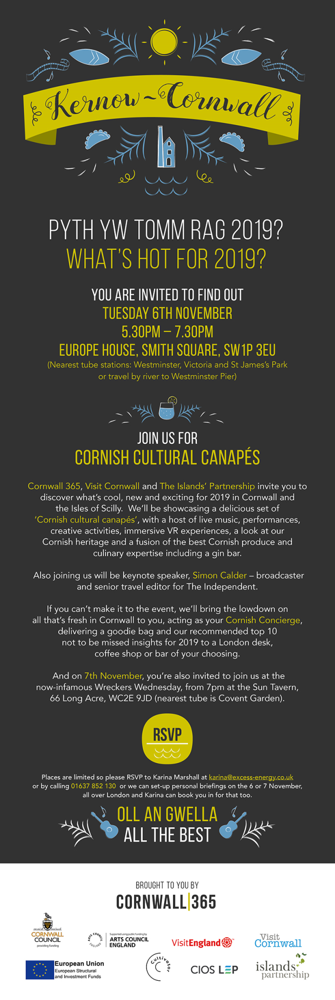 Kernow ~ Cornwall
PYTH YW TOMM RAG 2019?
WHAT'S HOT FOR 2019?
YOU ARE INVITED TO FIND OUT
TUESDAY 6TH NOVEMBER
5.30PM – 7.30PM
EUROPE HOUSE, SMITH SQUARE, SW1P 3EU
(Nearest tube stations: Westminster, Victoria and St James's Park
or travel by river to Westminster Pier)
JOIN US FOR
CORNISH CULTURAL CANAPÉS
Cornwall 365, Visit Cornwall and The Islands' Partnership invite you to
discover what's cool, new and exciting for 2019 in Cornwall and
the Isles of Scilly. We'll be showcasing a delicious set of
'Cornish cultural canapés', with a host of live music, performances,
creative activities, immersive VR experiences, a look at our
Cornish heritage and a fusion of the best Cornish produce and
culinary expertise including a gin bar.
Also joining us will be keynote speaker, Simon Calder – broadcaster
and senior travel editor for The Independent.
If you can't make it to the event, we'll bring the lowdown on
all that's fresh in Cornwall to you, acting as your Cornish Concierge,
delivering a goodie bag and our recommended top 10
not to be missed insights for 2019 to a London desk,
coffee shop or bar of your choosing.
And on 7th November, you're also invited to join us at the
now-infamous Wreckers Wednesday, from 7pm at the Sun Tavern,
66 Long Acre, WC2E 9JD (nearest tube is Covent Garden).
RSVP
Places are limited so please RSVP to Karina Marshall at karina@excess-energy.co.uk
or by calling 01637 852 130 or we can set-up personal briefings on the 6 or 7 November,
all over London and Karina can book you in for that too.
OLL AN GWELLA
ALL THE BEST
BROUGHT TO YOU BY
CORNWALL|365
one and all onen hag oll
CORNWALL
COUNCIL
providing funding
ARTS COUNCIL
ENGLAND
Supported using public funding by
ARTS COUNCIL
ENGLAND
VisitEngland
Visit
Cornwall
European Union
European Structural
and Investment Funds
Cultivator
CIOS LEP
islands'
partnership